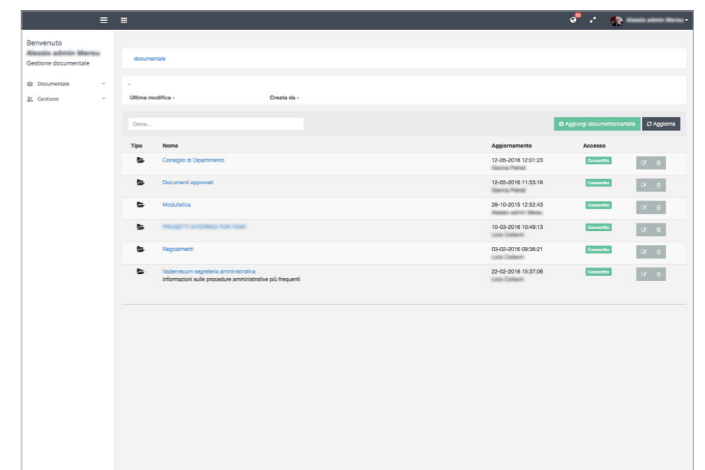 Benvenuto
Gestione documentale
Documentale
Gestione
documentale
-
Ultima modifica -
Creata da -
Cerca...
Aggiungi documento/cartella
Aggiorna
Tipo Nome Aggiornamento Accesso
Consiglio di Dipartimento 12-05-2016 12:01:23 Consentito
Documenti approvati 12-05-2016 11:53:16 Consentito
Modulistica 28-10-2015 12:52:43 Consentito
10-03-2016 10:49:13 Consentito
Regolamenti 03-02-2016 09:36:21 Consentito
Vademecum segreteria amministrativa 22-02-2016 15:37:06 Consentito
informazioni sulle procedure amministrative più frequenti